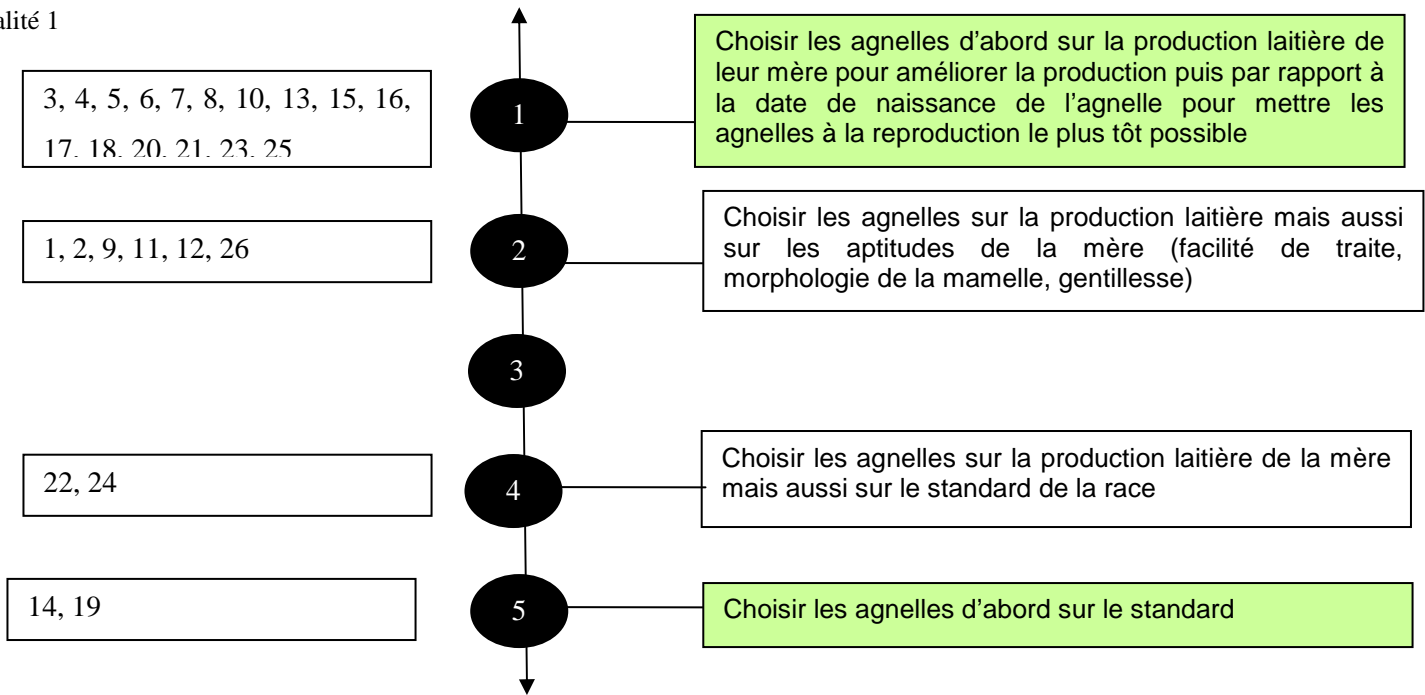 alité 1
Choisir les agnelles d'abord sur la production laitière de
leur mère pour améliorer la production puis par rapport à
la date de naissance de l'agnelle pour mettre les
agnelles à la reproduction le plus tôt possible
3, 4, 5, 6, 7, 8, 10, 13, 15, 16,
17, 18, 20, 21, 23, 25
1
Choisir les agnelles sur la production laitière mais aussi
sur les aptitudes de la mère (facilité de traite,
morphologie de la mamelle, gentillesse)
1, 2, 9, 11, 12, 26
2
3
Choisir les agnelles sur la production laitière de la mère
mais aussi sur le standard de la race
22, 24
4
14, 19
5
Choisir les agnelles d'abord sur le standard